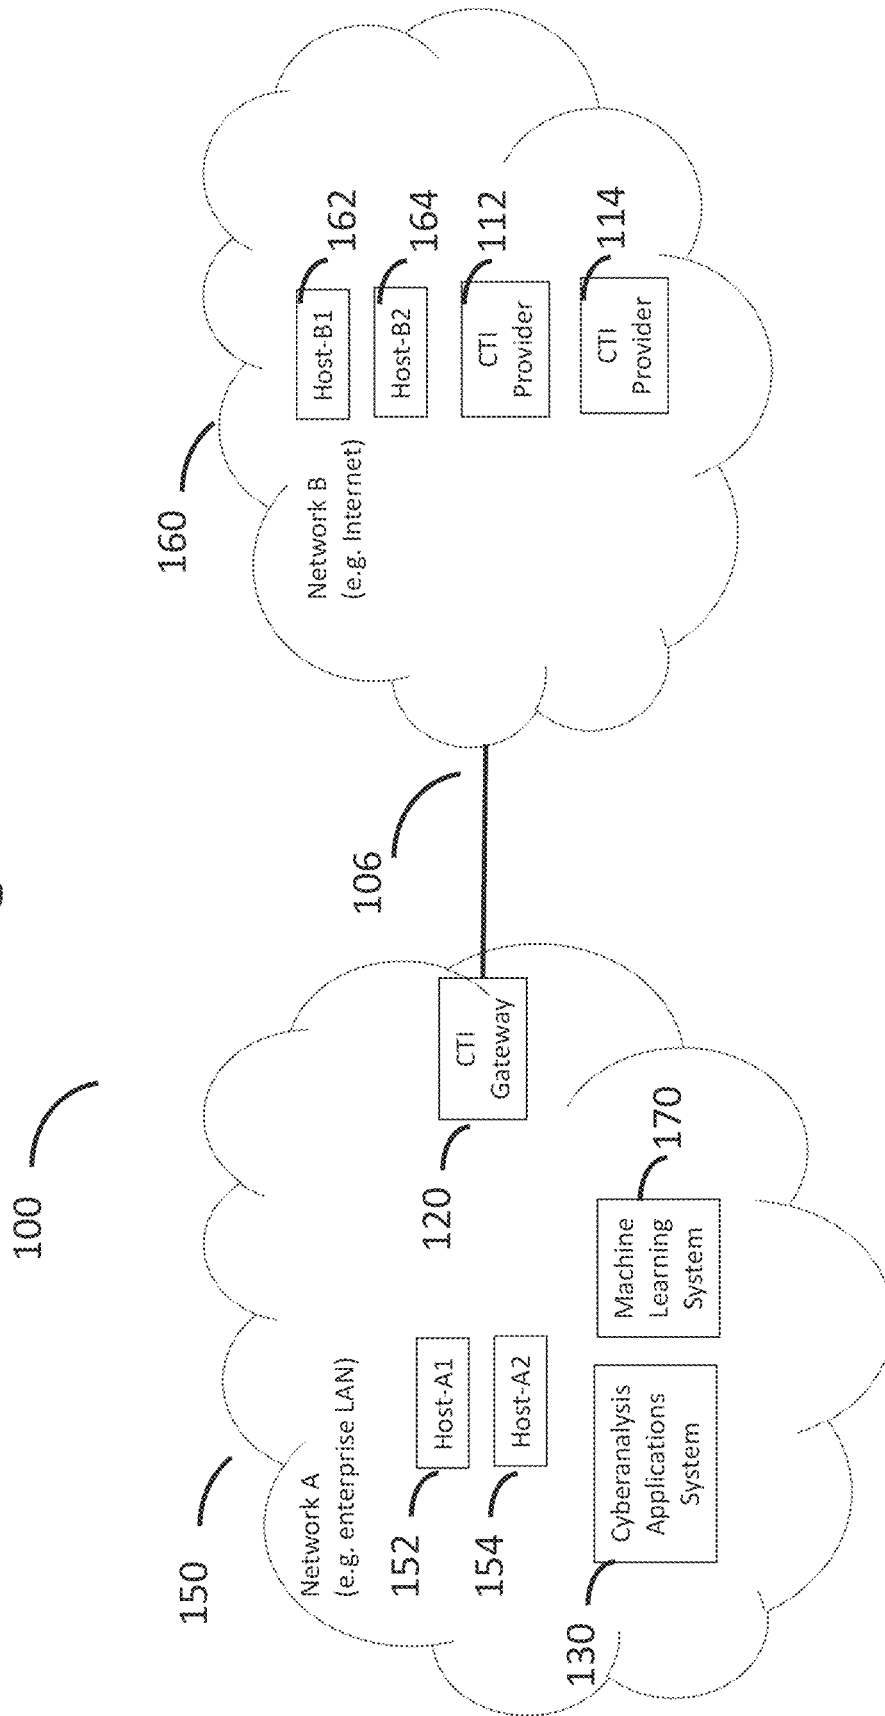 100
150
Network A
(e.g. enterprise LAN)
152
Host-A1
154
Host-A2
130
Cyberanalysis
Applications
System
Machine
Learning
System
170
120
CTI
Gateway
106
160
Network B
(e.g. Internet)
Host-B1
162
Host-B2
164
CTI
Provider
112
CTI
Provider
114